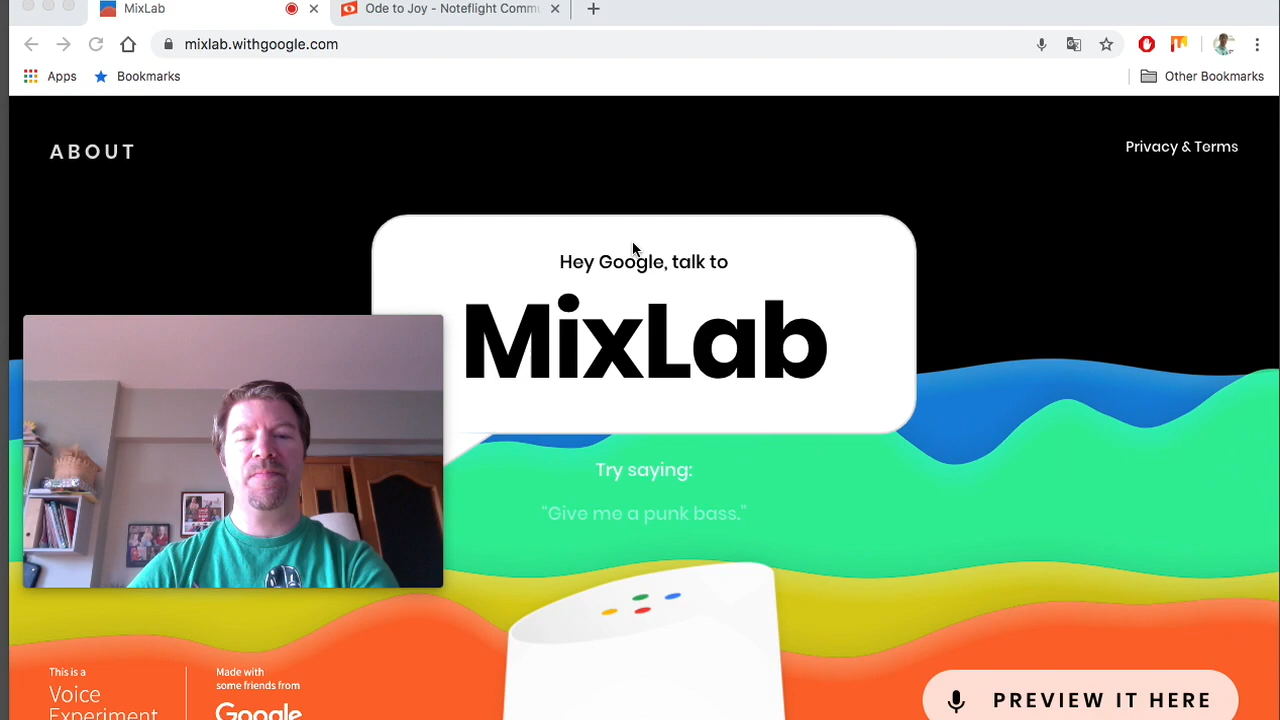 MixLab
Ode to Joy - Noteflight Commu
mixlab.withgoogle.com
Apps
Bookmarks
Other Bookmarks
ABOUT
Privacy & Terms
Hey Google, talk to
MixLab
Try saying:
"Give me a punk bass."
This is a
Voice
Experiment
Made with
some friends from
Google
PREVIEW IT HERE